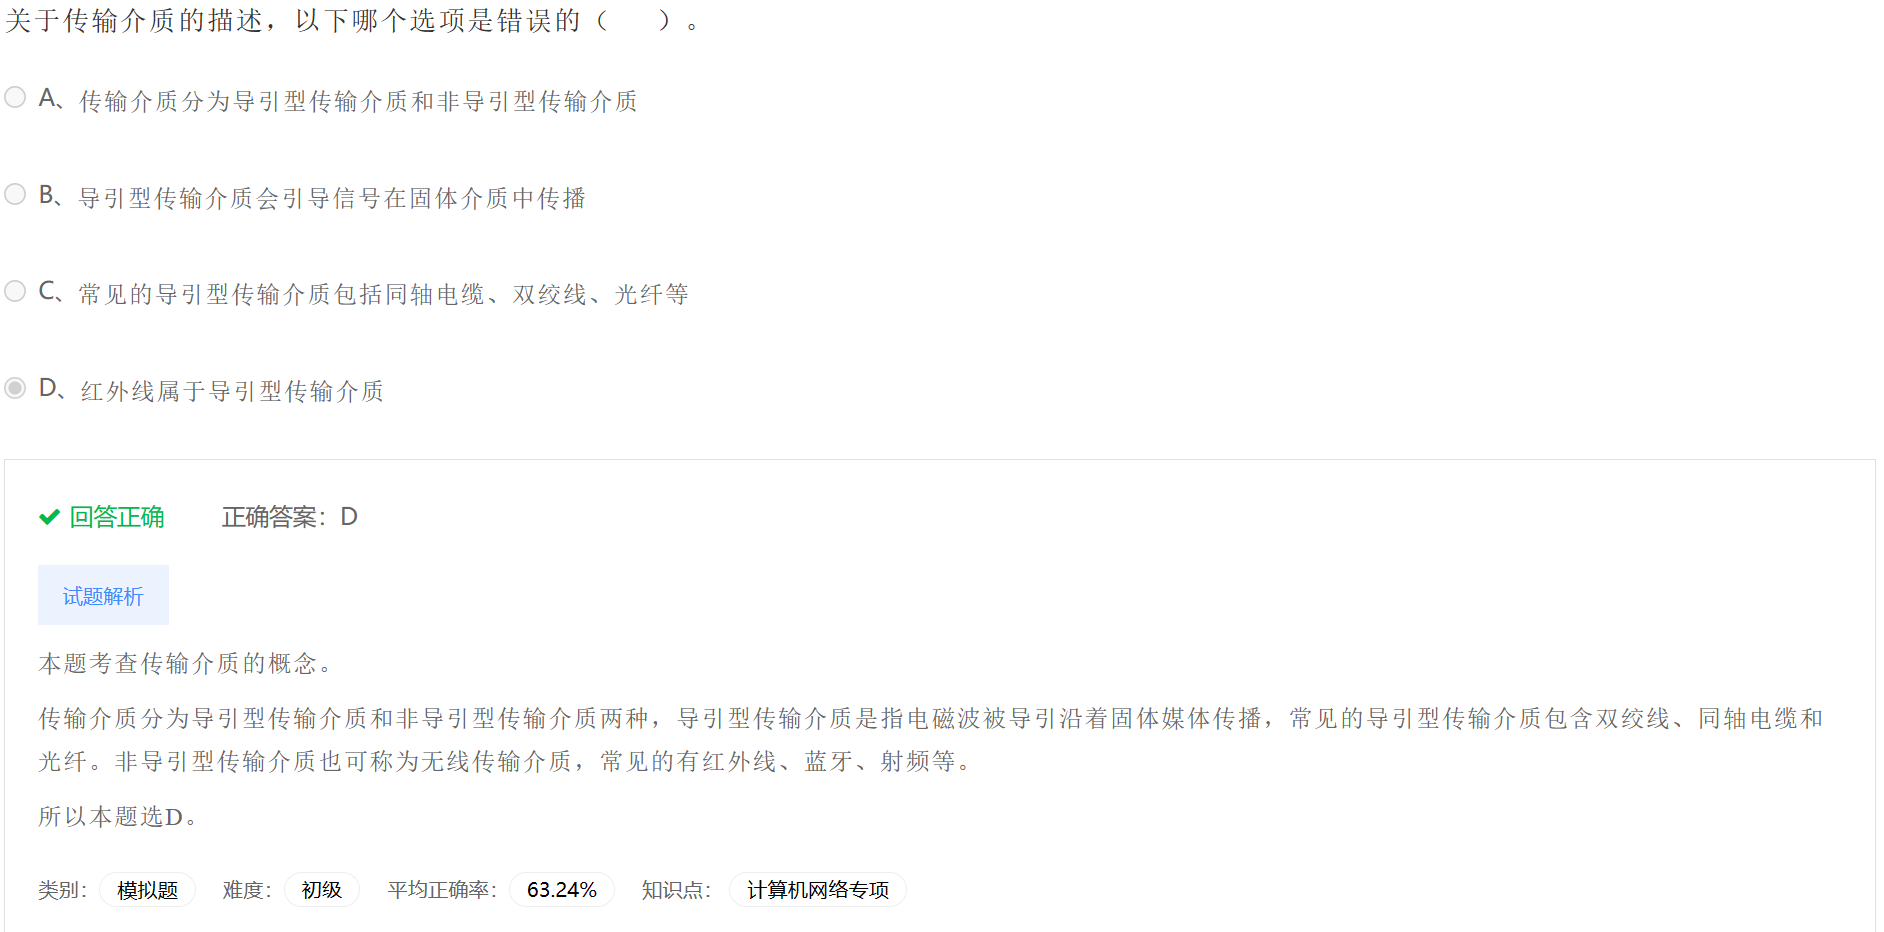 关于传输介质的描述，以下哪个选项是错误的（　　）。
A、传输介质分为导引型传输介质和非导引型传输介质
B、导引型传输介质会引导信号在固体介质中传播
C、常见的导引型传输介质包括同轴电缆、双绞线、光纤等
D、红外线属于导引型传输介质
回答正确　正确答案：D
试题解析
本题考查传输介质的概念。
传输介质分为导引型传输介质和非导引型传输介质两种，导引型传输介质是指电磁波被导引沿着固体媒体传播，常见的导引型传输介质包含双绞线、同轴电缆和
光纤。非导引型传输介质也可称为无线传输介质，常见的有红外线、蓝牙、射频等。
所以本题选D。
类别：模拟题　难度：初级　平均正确率：63.24%　知识点：计算机网络专项